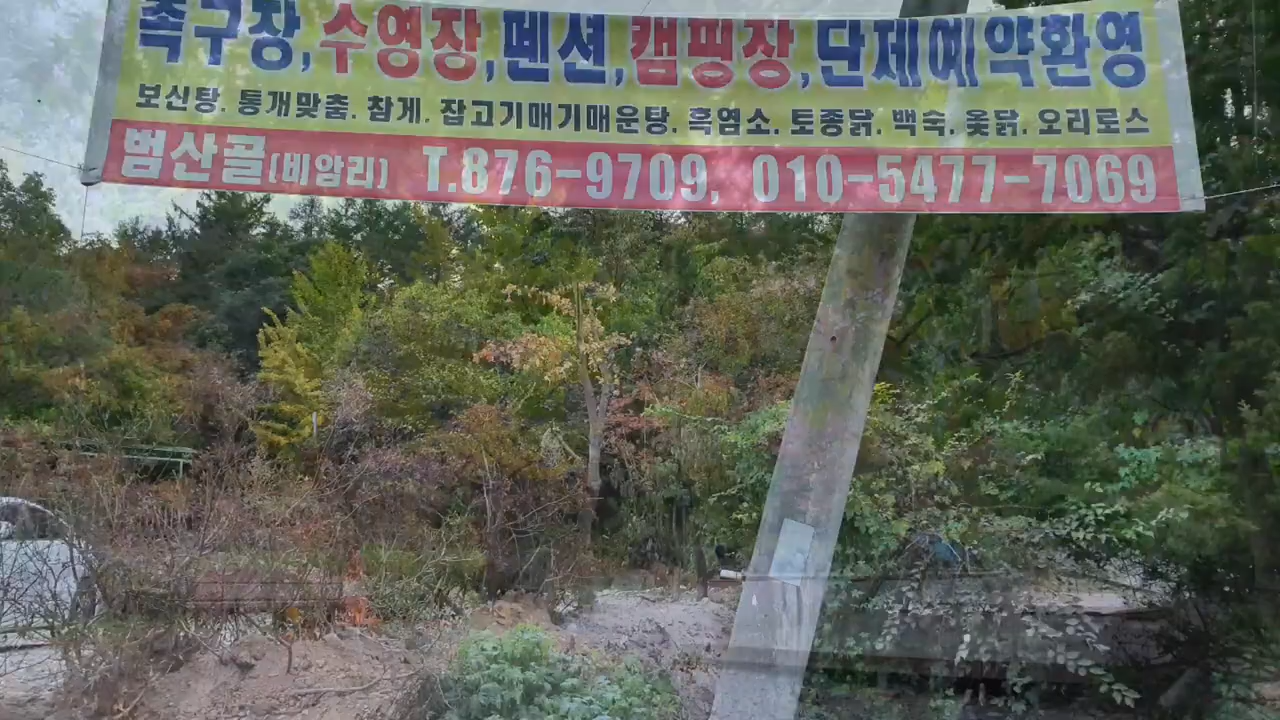 족구장,수영장,펜션,캠핑장,단체예약환영
보신탕. 통개맞춤. 참게. 잡고기매기매운탕. 흑염소. 토종닭. 백숙. 옻닭. 오리로스
범산골(비암리) T.876-9709, 010-5477-7069